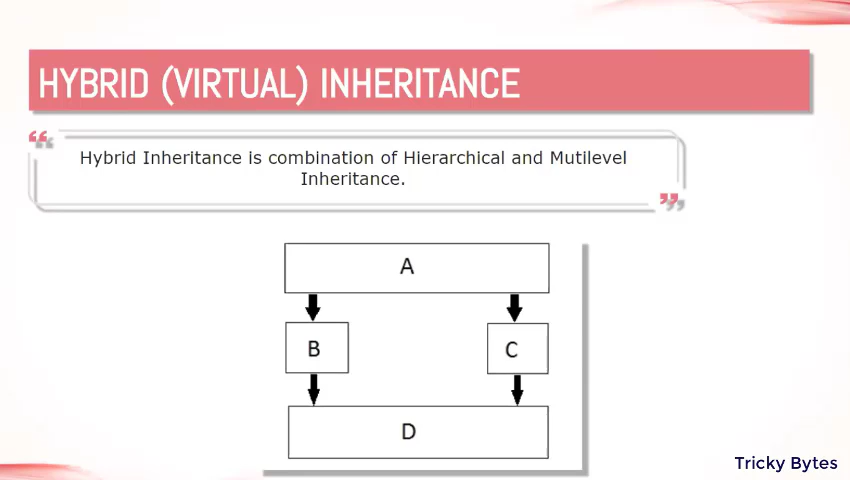 HYBRID (VIRTUAL) INHERITANCE
Hybrid Inheritance is combination of Hierarchical and Mutilevel
Inheritance.
A
B C
D
Tricky Bytes